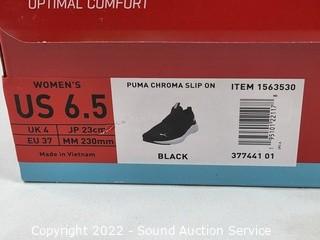 OPTIMAL COMFORT
WOMEN'S
US 6.5
UK 4 JP 23cm
EU 37 MM 230mm
Made in Vietnam
PUMA CHROMA SLIP ON
ITEM 1563530
BLACK
377441 01
Copyright 2022 - Sound Auction Service